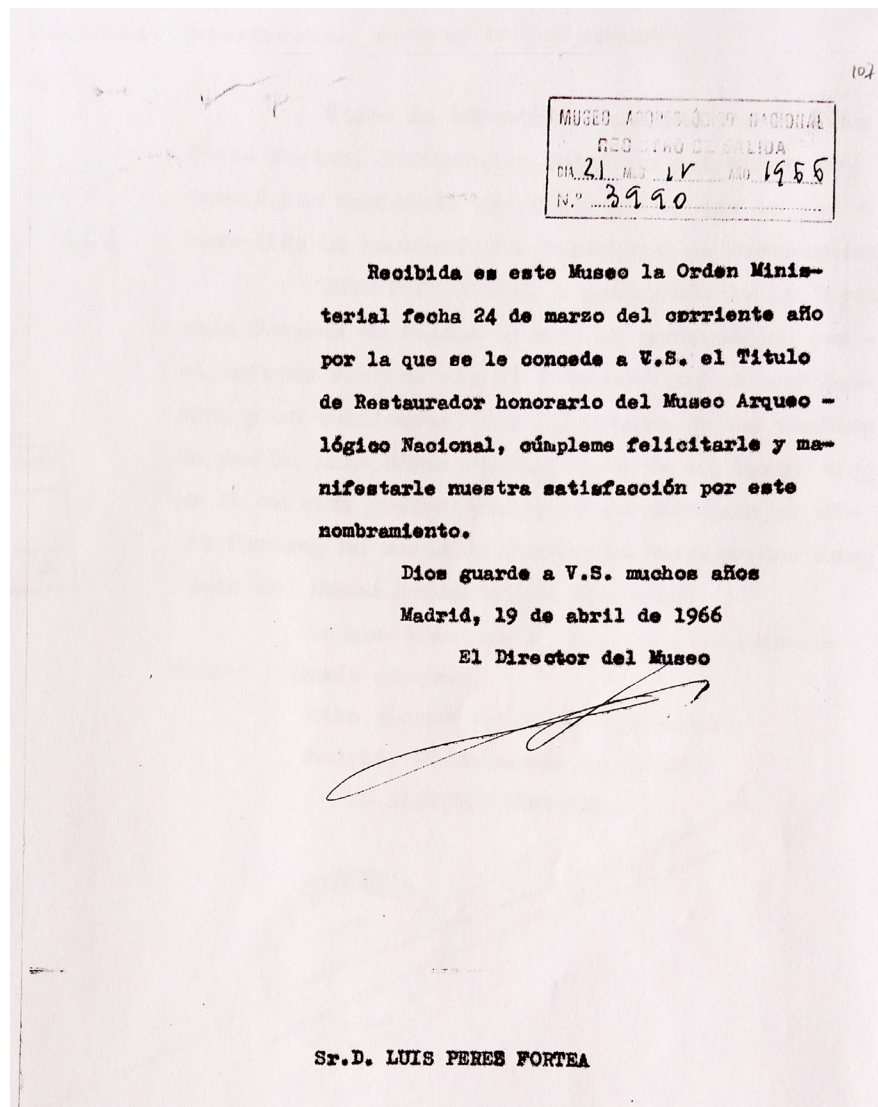 107
MUSEO ARQUEOLÓGICO NACIONAL
REGISTRO DE SALIDA
DIA 21 MES IV AÑO 1966
N.º 3990
Recibida es este Museo la Orden Minis-
terial fecha 24 de marzo del corriente año
por la que se le concede a V.S. el Titulo
de Restaurador honorario del Museo Arqueo -
lógico Nacional, cúmpleme felicitarle y ma-
nifestarle nuestra satisfacción por este
nombramiento.
Dios guarde a V.S. muchos años
Madrid, 19 de abril de 1966
El Director del Museo
Sr.D. LUIS PERES FORTEA